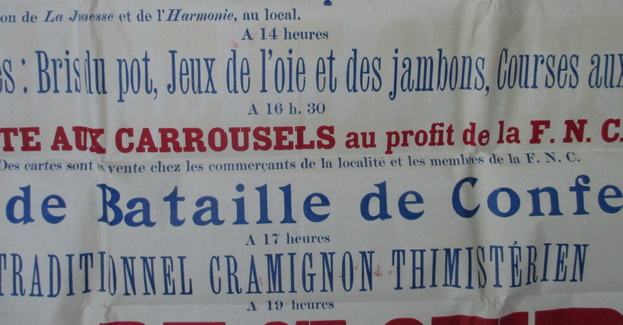 on de La Jeunesse et de l'Harmonie, au local.
A 14 heures
s : Bris du pot, Jeux de l'oie et des jambons, Courses aux
A 16 h. 30
TE AUX CARROUSELS au profit de la F. N. C.
Des cartes sont vente chez les commerçants de la localité et les membres de la F. N. C.
de Bataille de Confe
A 17 heures
TRADITIONNEL CRAMIGNON THIMISTÉRIEN
A 19 heures